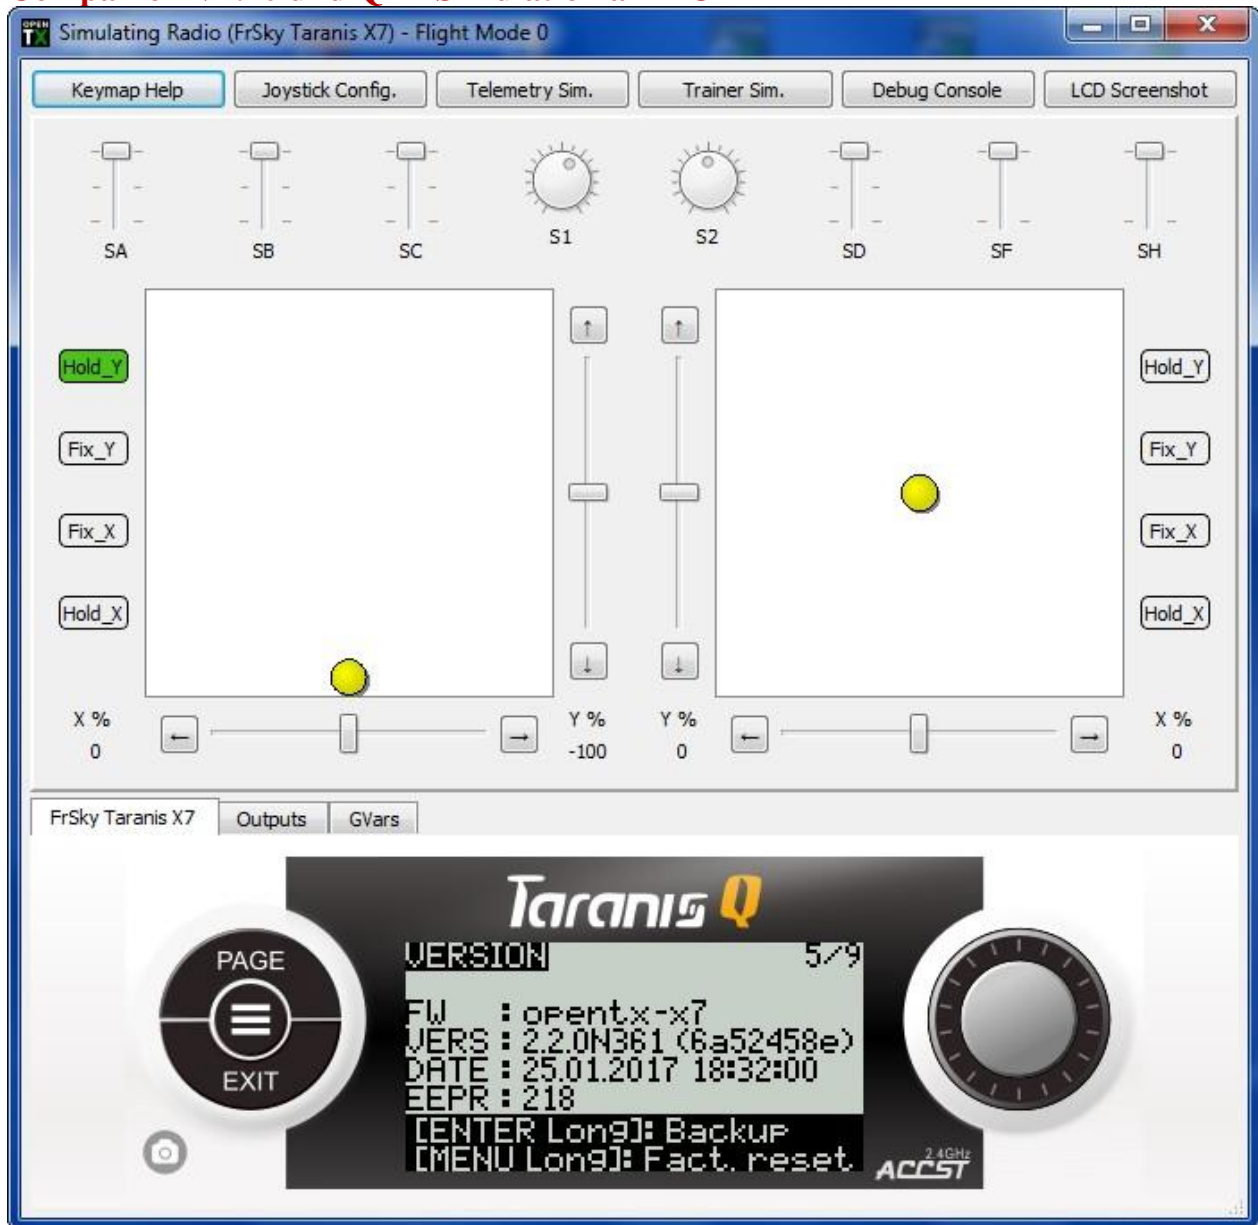 Simulating Radio (FrSky Taranis X7) - Flight Mode 0
Keymap Help Joystick Config. Telemetry Sim. Trainer Sim. Debug Console LCD Screenshot
SA SB SC S1 S2 SD SF SH
Hold_Y Hold_Y
Fix_Y Fix_Y
Fix_X Fix_X
Hold_X Hold_X
X % Y % Y % X %
0 -100 0 0
FrSky Taranis X7 Outputs GVars
Taranis Q
PAGE
EXIT
VERSION 5/9
FW : opentx-x7
VERS : 2.2.0N361 (6a52458e)
DATE : 25.01.2017 18:32:00
EEPR : 218
[ENTER Long]: Backup
[MENU Long]: Fact. reset
2.4GHz
ACCST